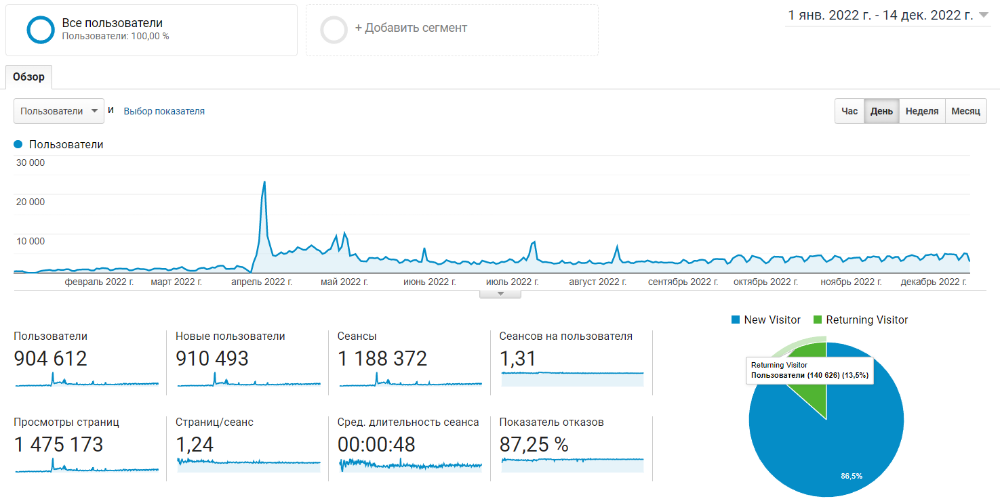 Все пользователи
Пользователи: 100,00 %
+ Добавить сегмент
1 янв. 2022 г. - 14 дек. 2022 г.
Обзор
Пользователи и Выбор показателя
Час День Неделя Месяц
Пользователи
30 000
20 000
10 000
февраль 2022 г. март 2022 г. апрель 2022 г. май 2022 г. июнь 2022 г. июль 2022 г. август 2022 г. сентябрь 2022 г. октябрь 2022 г. ноябрь 2022 г. декабрь 2022 г.
Пользователи
904 612
Новые пользователи
910 493
Сеансы
1 188 372
Сеансов на пользователя
1,31
Просмотры страниц
1 475 173
Страниц/сеанс
1,24
Сред. длительность сеанса
00:00:48
Показатель отказов
87,25 %
New Visitor Returning Visitor
Returning Visitor
Пользователи (140 626) (13,5%)
86,5%